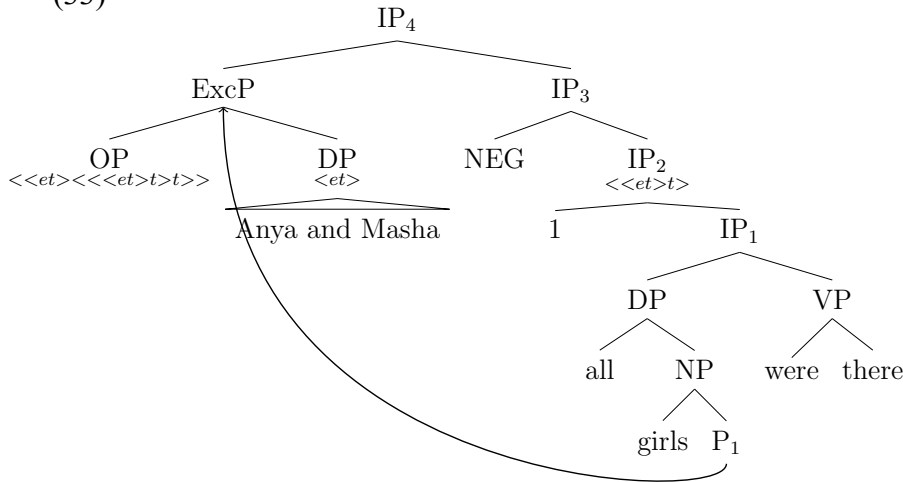 (35)
IP₄
ExcP IP₃
OP DP NEG IP₂
<<et><<<et>t>t>> <et> <<et>t>
Anya and Masha 1 IP₁
DP VP
all NP were there
girls P₁